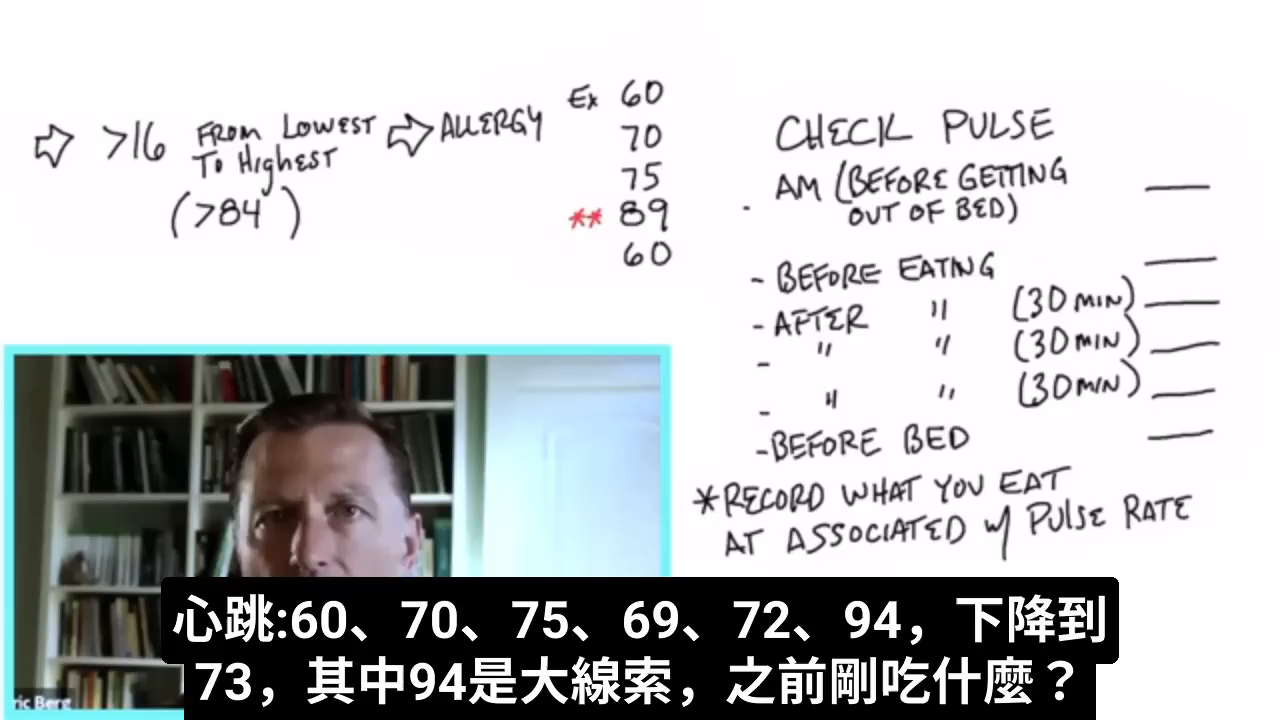 ⇨ >16 FROM LOWEST TO HIGHEST ⇨ ALLERGY
(>84)
Ex 60
70
75
** 89
60
CHECK PULSE
AM (BEFORE GETTING
OUT OF BED)
- BEFORE EATING
- AFTER " (30 MIN)
- " " (30 MIN)
- " " (30 MIN)
- BEFORE BED
* RECORD WHAT YOU EAT
AT ASSOCIATED w/ PULSE RATE
ric Berg
心跳:60、70、75、69、72、94，下降到
73，其中94是大線索，之前剛吃什麼？